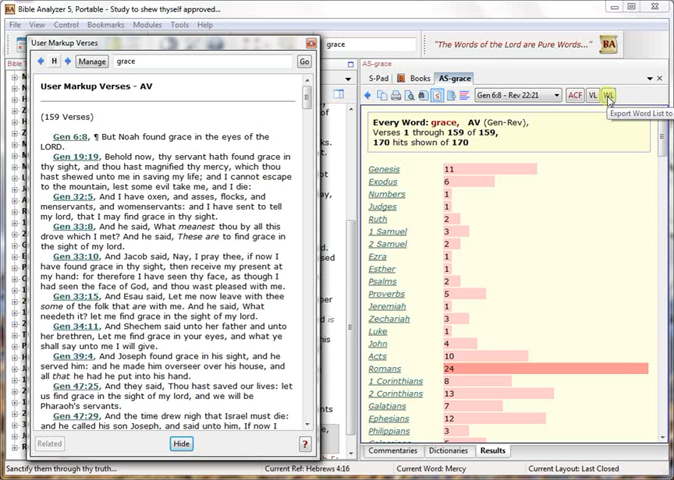 Bible Analyzer 5, Portable - Study to shew thyself approved...
File View Control Bookmarks Modules Tools Help
grace
"The Words of the Lord are Pure Words..."
BA
User Markup Verses
H Manage grace Go
User Markup Verses - AV
(159 Verses)
Gen 6:8, ¶ But Noah found grace in the eyes of the
LORD.
Gen 19:19, Behold now, thy servant hath found grace
in thy sight, and thou hast magnified thy mercy, which thou
hast shewed unto me in saving my life; and I cannot escape
to the mountain, lest some evil take me, and I die:
Gen 32:5, And I have oxen, and asses, flocks, and
menservants, and womenservants: and I have sent to
tell my lord, that I may find grace in thy sight.
Gen 33:8, And he said, What meanest thou by all this
drove which I met? And he said, These are to find grace
in the sight of my lord.
Gen 33:10, And Jacob said, Nay, I pray thee, if now I
have found grace in thy sight, then receive my present at
my hand: for therefore I have seen thy face, as though I
had seen the face of God, and thou wast pleased with me.
Gen 33:15, And Esau said, Let me now leave with thee
some of the folk that are with me. And he said, What
needeth it? let me find grace in the sight of my lord.
Gen 34:11, And Shechem said unto her father and unto
her brethren, Let me find grace in your eyes, and what ye
shall say unto me I will give.
Gen 39:4, And Joseph found grace in his sight, and he
served him: and he made him overseer over his house, and
all that he had he put into his hand.
Gen 47:25, And they said, Thou hast saved our lives: let
us find grace in the sight of my lord, and we will be
Pharaoh's servants.
Gen 47:29, And the time drew nigh that Israel must die:
and he called his son Joseph, and said unto him, If now I
Related Hide ?
AS-grace
S-Pad Books AS-grace
Gen 6:8 - Rev 22:21 ACF VL WL
Export Word List to
Every Word: grace, AV (Gen-Rev),
Verses 1 through 159 of 159,
170 hits shown of 170
Genesis 11
Exodus 6
Numbers 1
Judges 1
Ruth 2
1 Samuel 3
2 Samuel 2
Ezra 1
Esther 1
Psalms 2
Proverbs 5
Jeremiah 1
Zechariah 3
Luke 1
John 4
Acts 10
Romans 24
1 Corinthians 8
2 Corinthians 13
Galatians 7
Ephesians 12
Philippians 3
Commentaries Dictionaries Results
Sanctify them through thy truth... Current Ref: Hebrews 4:16 Current Word: Mercy Current Layout: Last Closed